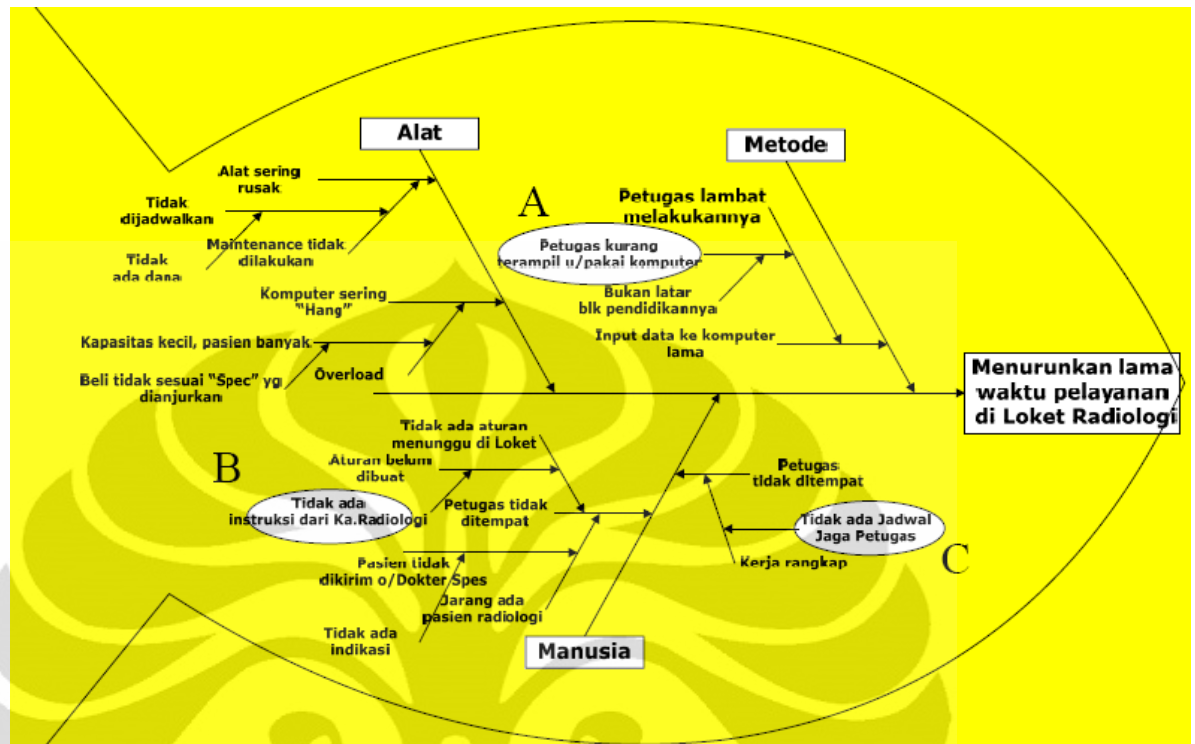 Alat
Metode
Alat sering
rusak
Tidak
dijadwalkan
Maintenance tidak
dilakukan
Tidak
ada dana
Komputer sering
"Hang"
Kapasitas kecil, pasien banyak
Beli tidak sesuai "Spec" yg
dianjurkan
Overload
A
Petugas lambat
melakukannya
Petugas kurang
terampil u/pakai komputer
Bukan latar
blk pendidikannya
Input data ke komputer
lama
Menurunkan lama
waktu pelayanan
di Loket Radiologi
Tidak ada aturan
menunggu di Loket
B
Aturan belum
dibuat
Tidak ada
instruksi dari Ka.Radiologi
Petugas tidak
ditempat
Pasien tidak
dikirim o/Dokter Spes
Jarang ada
pasien radiologi
Tidak ada
indikasi
Petugas
tidak ditempat
Tidak ada Jadwal
Jaga Petugas
C
Kerja rangkap
Manusia